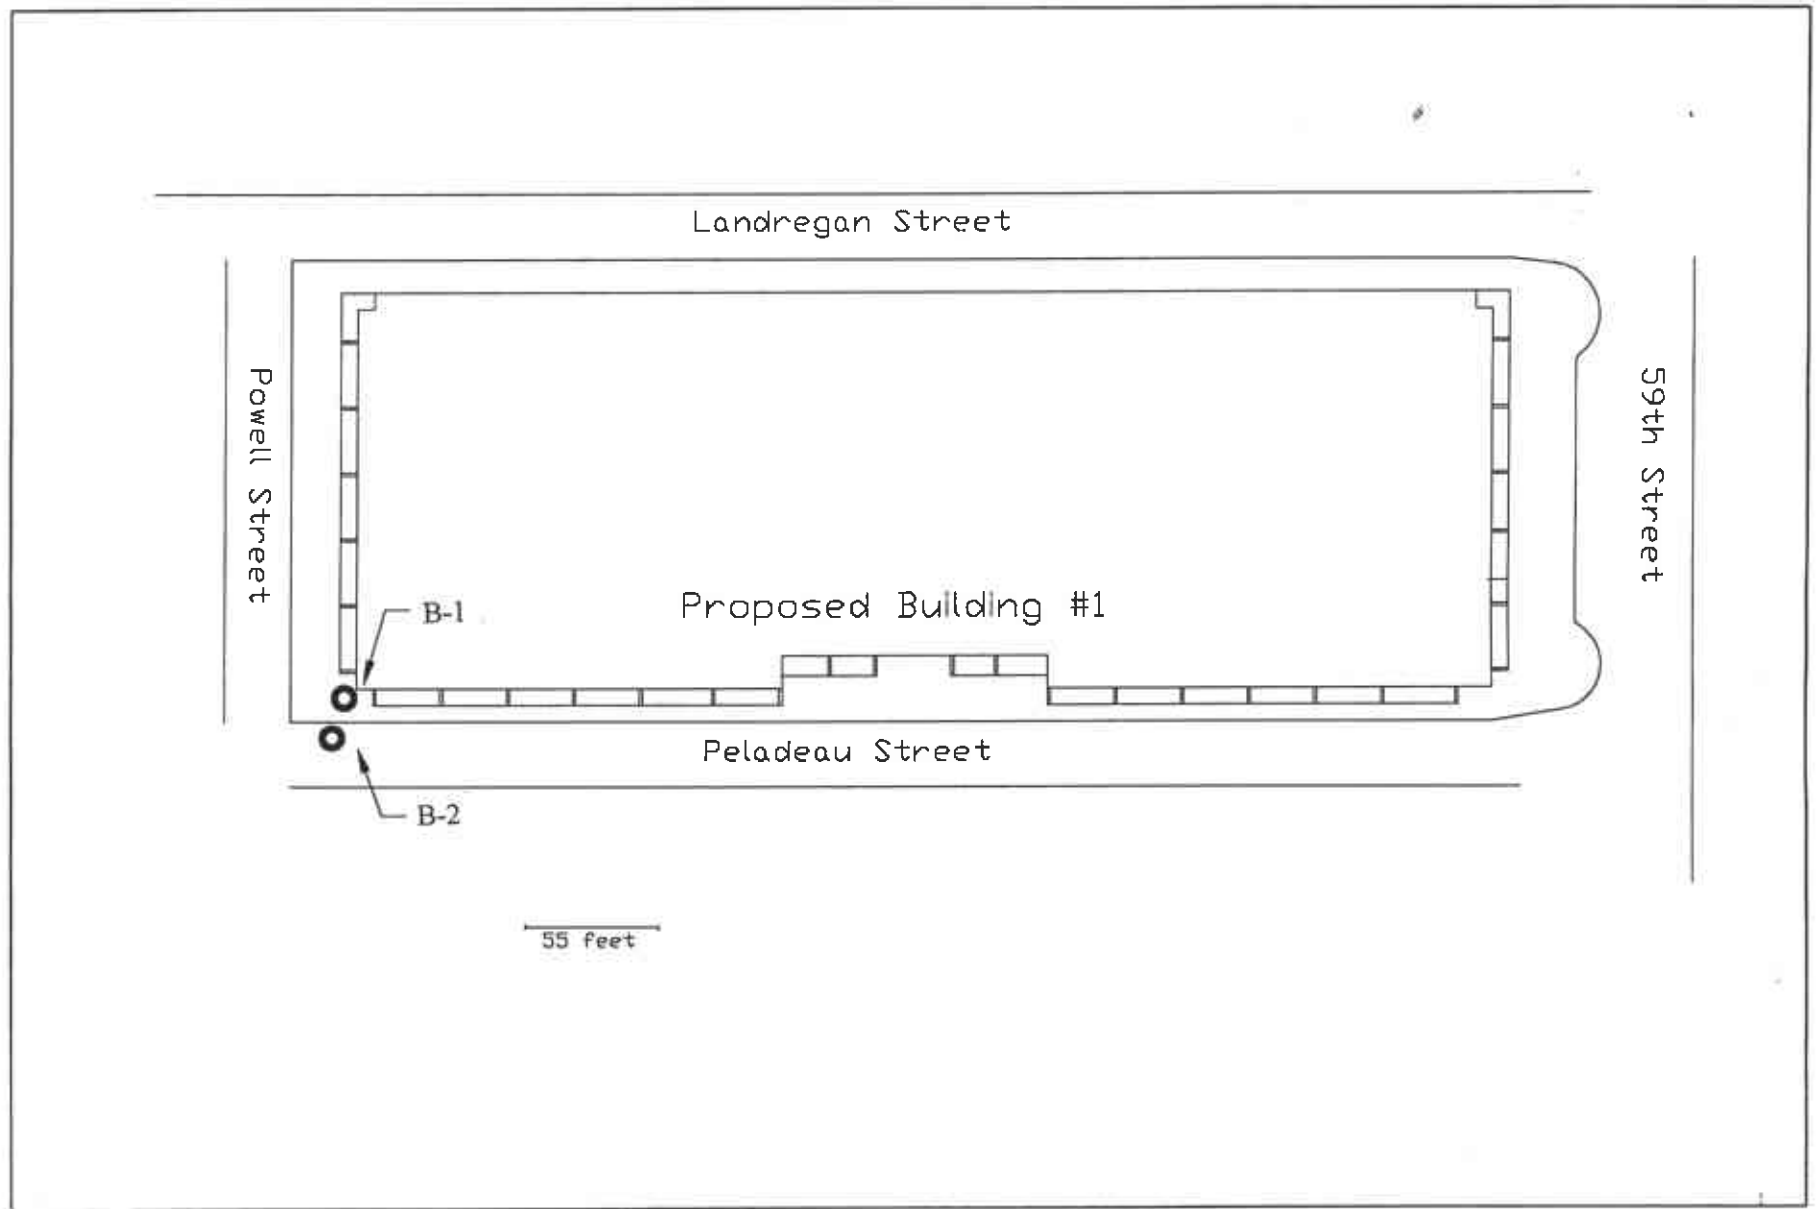 Landregan Street
Powell Street
59th Street
B-1
Proposed Building #1
Peladeau Street
B-2
55 feet